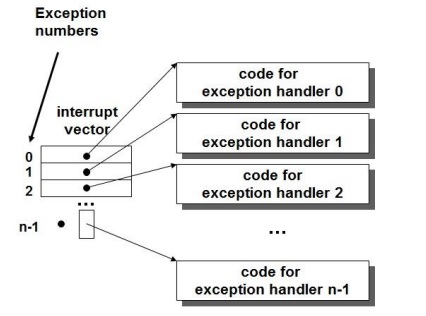 Exception
numbers
interrupt
vector
0
1
2
...
n-1
code for
exception handler 0
code for
exception handler 1
code for
exception handler 2
...
code for
exception handler n-1